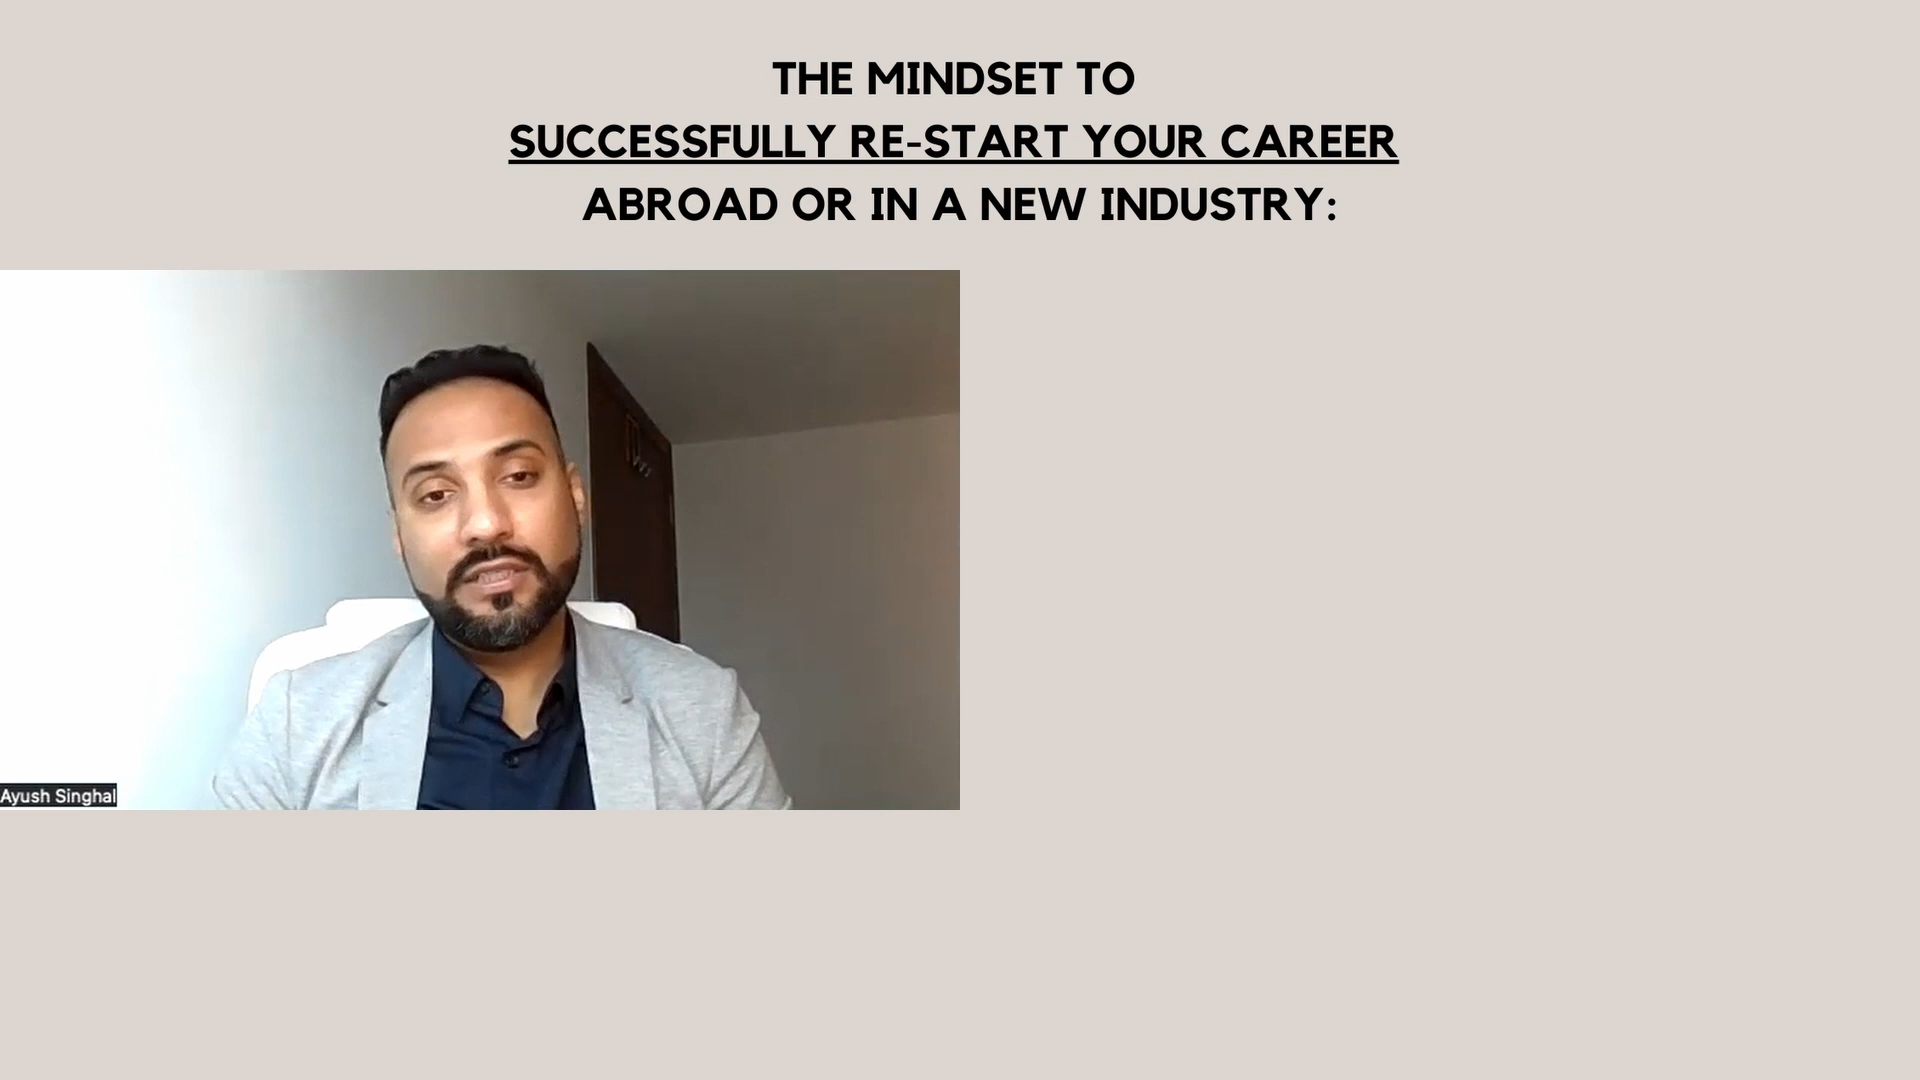 THE MINDSET TO
SUCCESSFULLY RE-START YOUR CAREER
ABROAD OR IN A NEW INDUSTRY:
Ayush Singhal